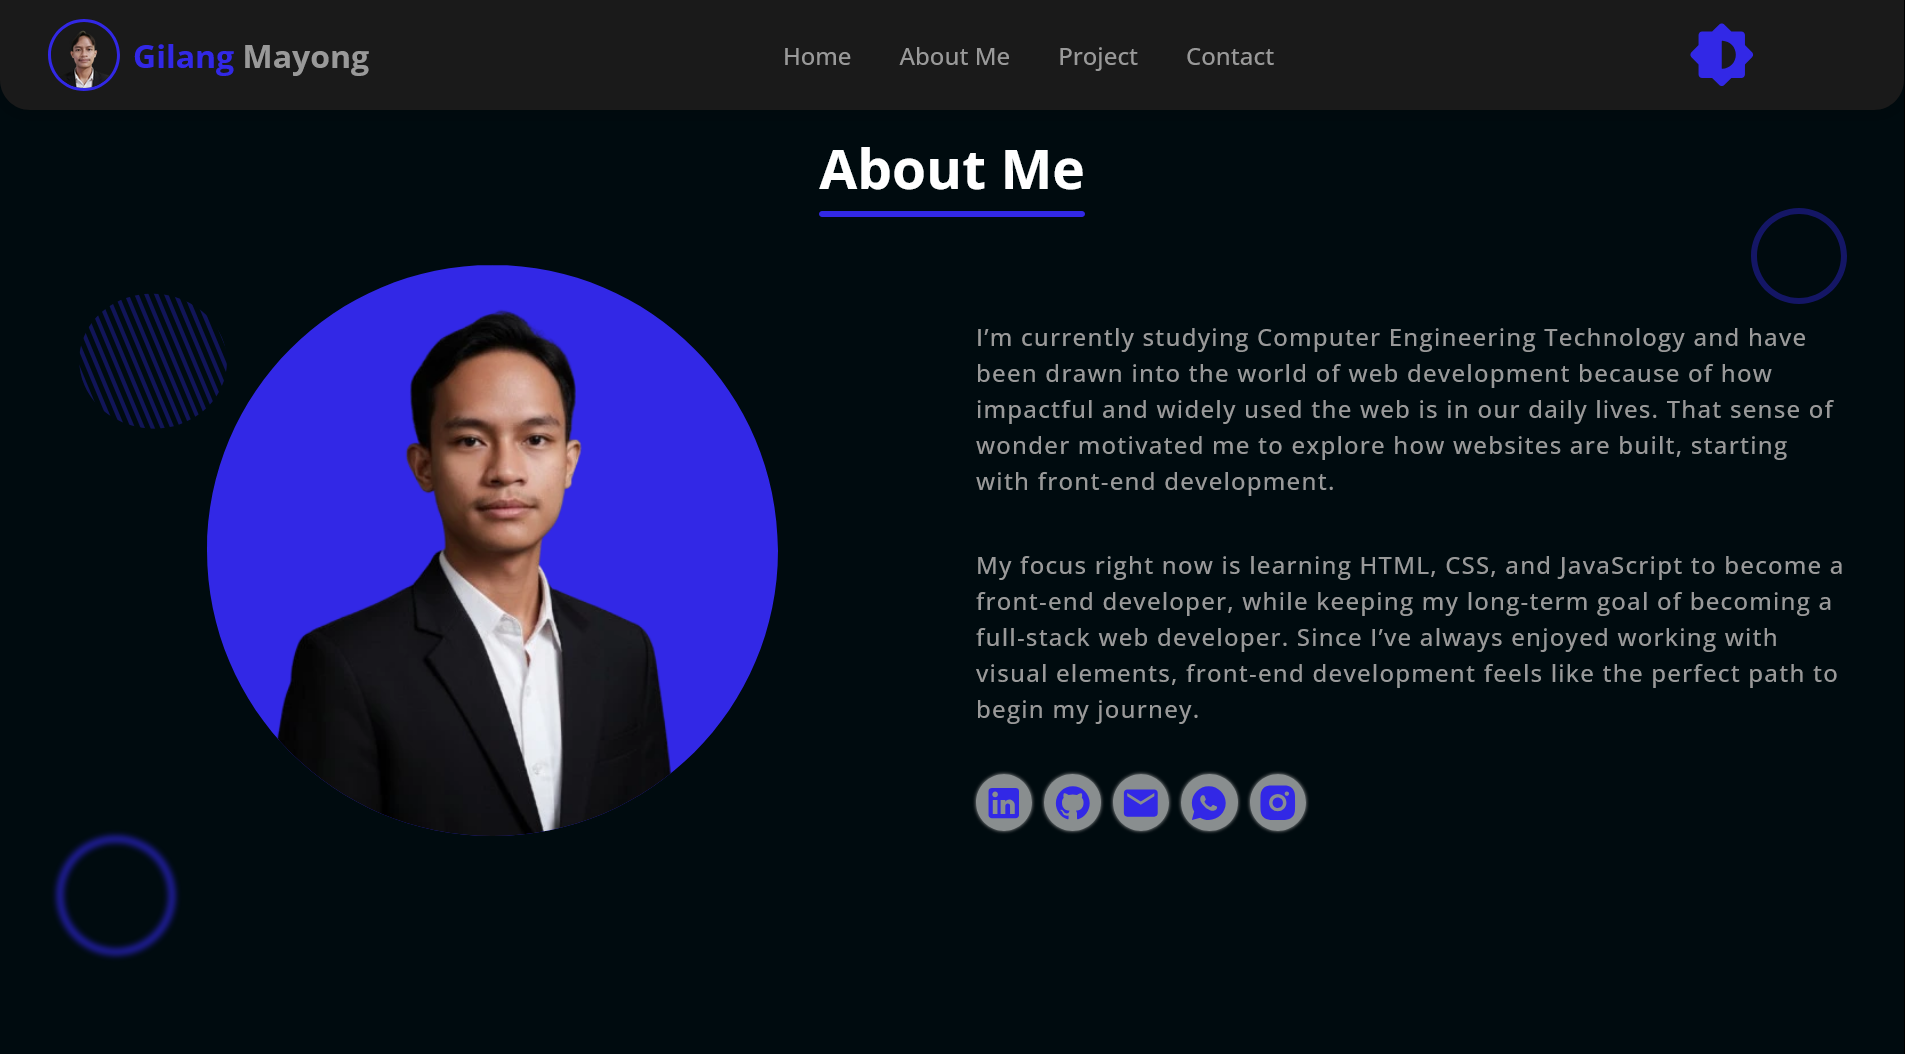 Gilang Mayong
Home
About Me
Project
Contact
About Me
I’m currently studying Computer Engineering Technology and have
been drawn into the world of web development because of how
impactful and widely used the web is in our daily lives. That sense of
wonder motivated me to explore how websites are built, starting
with front-end development.
My focus right now is learning HTML, CSS, and JavaScript to become a
front-end developer, while keeping my long-term goal of becoming a
full-stack web developer. Since I’ve always enjoyed working with
visual elements, front-end development feels like the perfect path to
begin my journey.
in